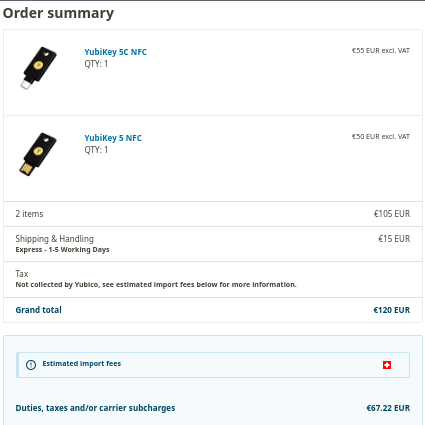 Order summary
YubiKey 5C NFC
€55 EUR excl. VAT
QTY: 1
YubiKey 5 NFC
€50 EUR excl. VAT
QTY: 1
2 items
€105 EUR
Shipping & Handling
€15 EUR
Express - 1-5 Working Days
Tax
Not collected by Yubico, see estimated import fees below for more information.
Grand total
€120 EUR
Estimated import fees
Duties, taxes and/or carrier subcharges
€67.22 EUR